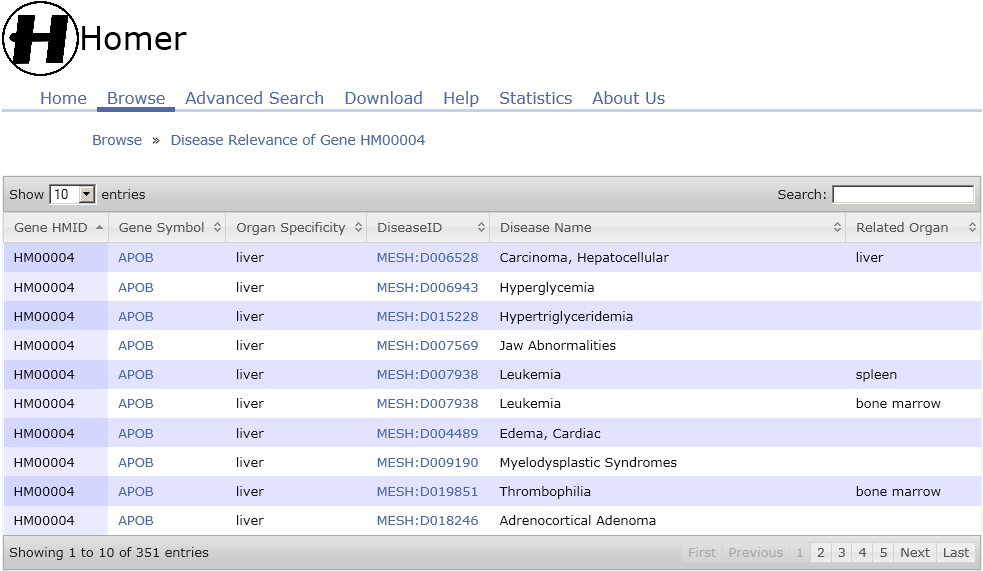 H Homer
Home Browse Advanced Search Download Help Statistics About Us
Browse » Disease Relevance of Gene HM00004
Show 10 entries Search:
Gene HMID Gene Symbol Organ Specificity DiseaseID Disease Name Related Organ
HM00004 APOB liver MESH:D006528 Carcinoma, Hepatocellular liver
HM00004 APOB liver MESH:D006943 Hyperglycemia
HM00004 APOB liver MESH:D015228 Hypertriglyceridemia
HM00004 APOB liver MESH:D007569 Jaw Abnormalities
HM00004 APOB liver MESH:D007938 Leukemia spleen
HM00004 APOB liver MESH:D007938 Leukemia bone marrow
HM00004 APOB liver MESH:D004489 Edema, Cardiac
HM00004 APOB liver MESH:D009190 Myelodysplastic Syndromes
HM00004 APOB liver MESH:D019851 Thrombophilia bone marrow
HM00004 APOB liver MESH:D018246 Adrenocortical Adenoma
Showing 1 to 10 of 351 entries First Previous 1 2 3 4 5 Next Last